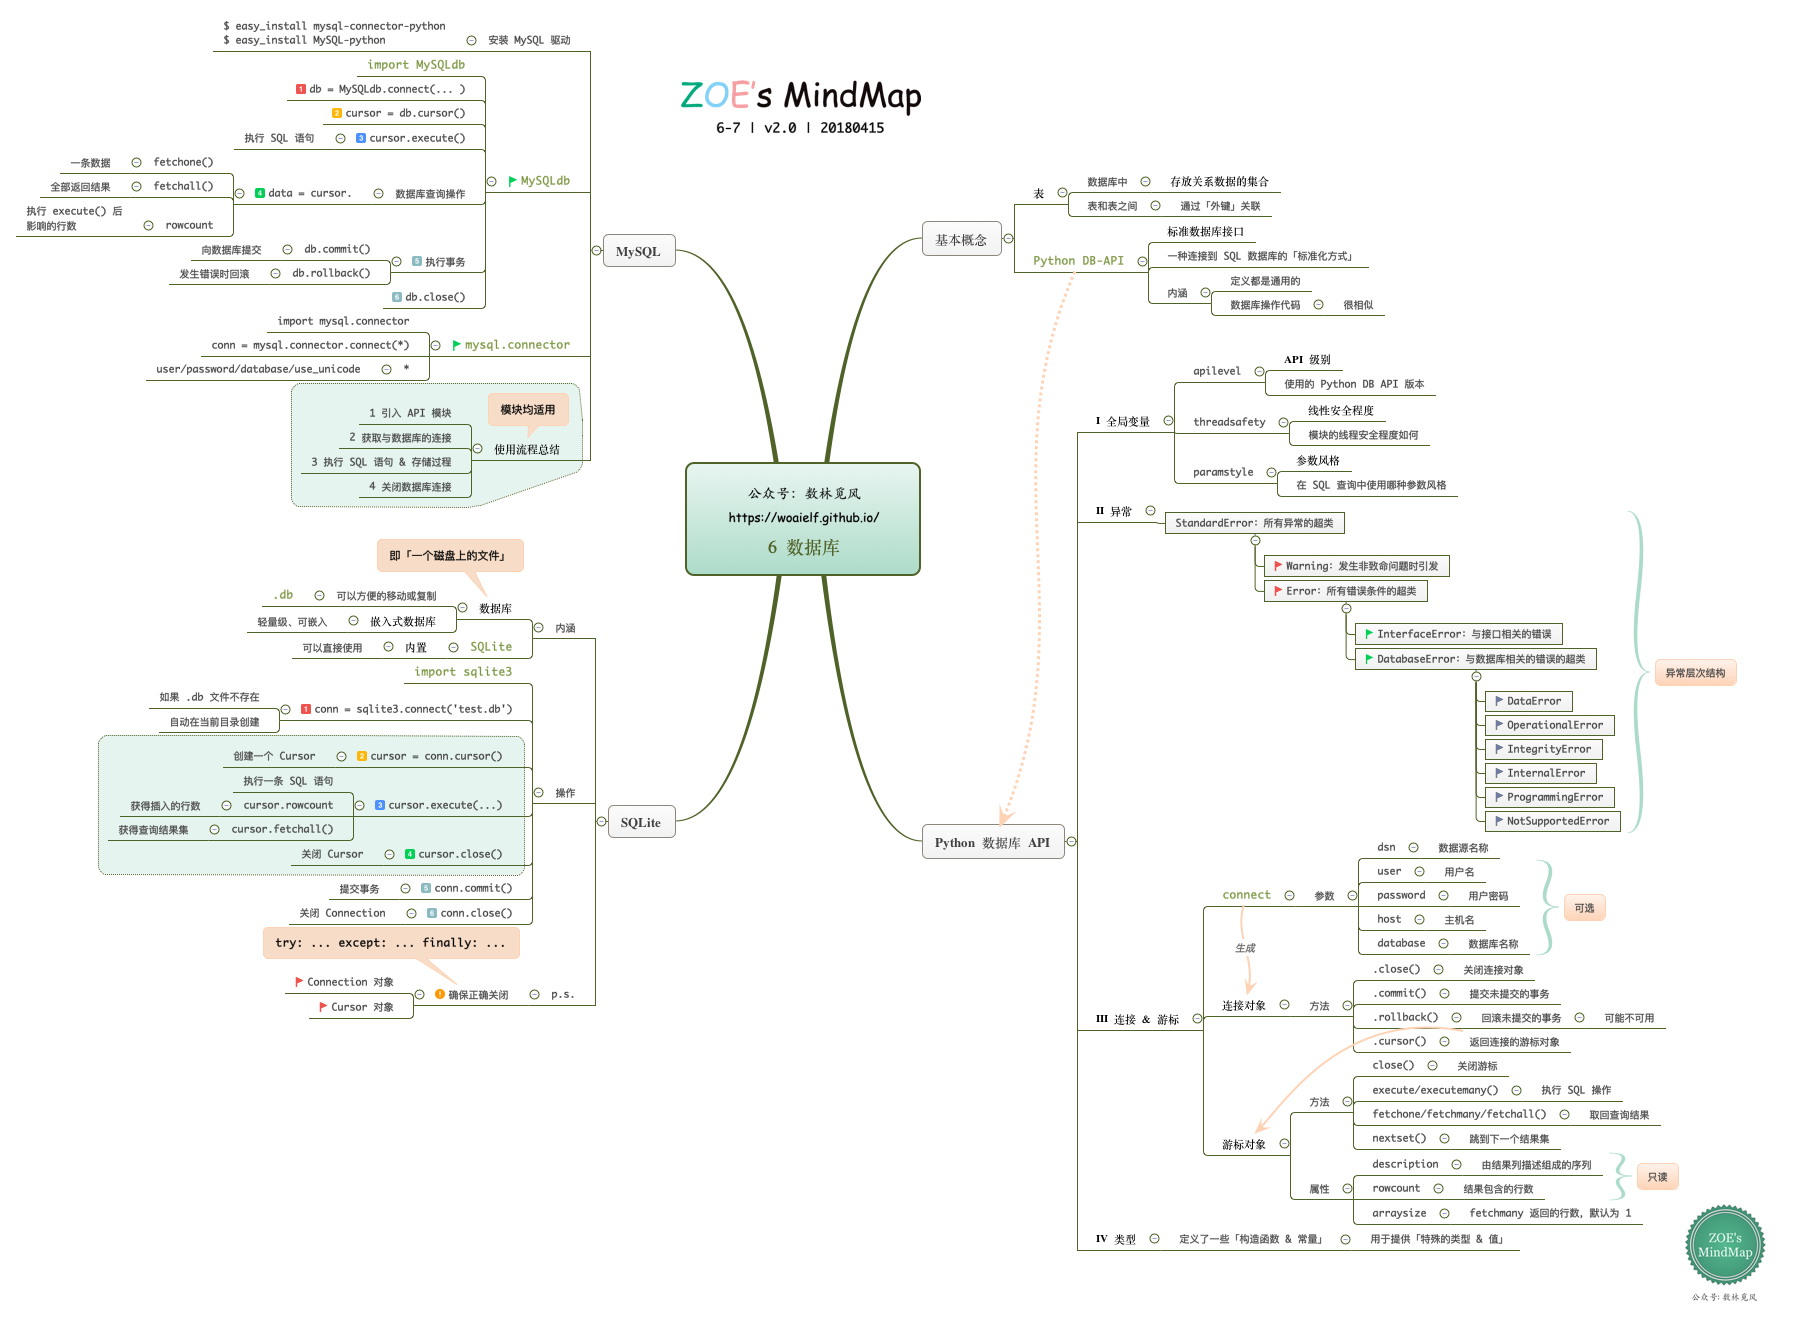 ZOE's MindMap
6-7 | v2.0 | 20180415
公众号：数林觅风
https://woaielf.github.io/
6 数据库
MySQL
$ easy_install mysql-connector-python
$ easy_install MySQL-python
安装 MySQL 驱动
MySQLdb
import MySQLdb
1 db = MySQLdb.connect(... )
2 cursor = db.cursor()
执行 SQL 语句
3 cursor.execute()
数据库查询操作
4 data = cursor.
一条数据
fetchone()
全部返回结果
fetchall()
执行 execute() 后
影响的行数
rowcount
5 执行事务
向数据库提交
db.commit()
发生错误时回滚
db.rollback()
6 db.close()
mysql.connector
import mysql.connector
conn = mysql.connector.connect(*)
user/password/database/use_unicode
*
模块均适用
使用流程总结
1 引入 API 模块
2 获取与数据库的连接
3 执行 SQL 语句 & 存储过程
4 关闭数据库连接
SQLite
即「一个磁盘上的文件」
内涵
数据库
.db
可以方便的移动或复制
轻量级、可嵌入
嵌入式数据库
可以直接使用
内置
SQLite
操作
import sqlite3
如果 .db 文件不存在
自动在当前目录创建
1 conn = sqlite3.connect('test.db')
创建一个 Cursor
2 cursor = conn.cursor()
执行一条 SQL 语句
获得插入的行数
cursor.rowcount
3 cursor.execute(...)
获得查询结果集
cursor.fetchall()
关闭 Cursor
4 cursor.close()
提交事务
5 conn.commit()
关闭 Connection
6 conn.close()
try: ... except: ... finally: ...
Connection 对象
Cursor 对象
确保正确关闭
p.s.
基本概念
表
数据库中
存放关系数据的集合
表和表之间
通过「外键」关联
Python DB-API
标准数据库接口
一种连接到 SQL 数据库的「标准化方式」
内涵
定义都是通用的
数据库操作代码
很相似
Python 数据库 API
I 全局变量
apilevel
API 级别
使用的 Python DB API 版本
threadsafety
线性安全程度
模块的线程安全程度如何
paramstyle
参数风格
在 SQL 查询中使用哪种参数风格
II 异常
StandardError：所有异常的超类
Warning：发生非致命问题时引发
Error：所有错误条件的超类
InterfaceError：与接口相关的错误
DatabaseError：与数据库相关的错误的超类
DataError
OperationalError
IntegrityError
InternalError
ProgrammingError
NotSupportedError
异常层次结构
III 连接 & 游标
connect
参数
dsn
数据源名称
user
用户名
password
用户密码
host
主机名
database
数据库名称
可选
生成
连接对象
方法
.close()
关闭连接对象
.commit()
提交未提交的事务
.rollback()
回滚未提交的事务
可能不可用
.cursor()
返回连接的游标对象
游标对象
方法
close()
关闭游标
execute/executemany()
执行 SQL 操作
fetchone/fetchmany/fetchall()
取回查询结果
nextset()
跳到下一个结果集
属性
description
由结果列描述组成的序列
rowcount
结果包含的行数
只读
arraysize
fetchmany 返回的行数，默认为 1
IV 类型
定义了一些「构造函数 & 常量」
用于提供「特殊的类型 & 值」
ZOE's
MindMap
公众号：数林觅风